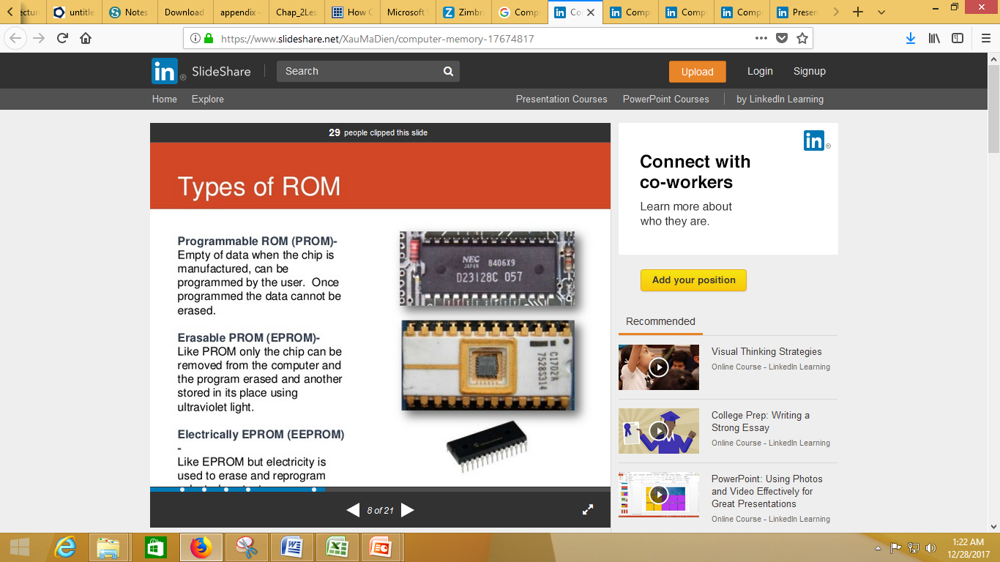 ectur
untitle
Notes
Download
appendix -
Chap_2Les
How C
Microsoft
Zimbra
Comp
Co
Comp
Comp
Comp
Presen
https://www.slideshare.net/XauMaDien/computer-memory-17674817
in ® SlideShare
Search
Upload
Login
Signup
Home
Explore
Presentation Courses
PowerPoint Courses
by LinkedIn Learning
29 people clipped this slide
Types of ROM
Programmable ROM (PROM)-
Empty of data when the chip is
manufactured, can be
programmed by the user. Once
programmed the data cannot be
erased.
Erasable PROM (EPROM)-
Like PROM only the chip can be
removed from the computer and
the program erased and another
stored in its place using
ultraviolet light.
Electrically EPROM (EEPROM)
-
Like EPROM but electricity is
used to erase and reprogram
NEC
JAPAN 8406X9
D23128C 057
C1702A
7528S314
8 of 21
in ®
Connect with
co-workers
Learn more about
who they are.
Add your position
Recommended
Visual Thinking Strategies
Online Course - LinkedIn Learning
College Prep: Writing a
Strong Essay
Online Course - LinkedIn Learning
PowerPoint: Using Photos
and Video Effectively for
Great Presentations
Online Course - LinkedIn Learning
1:22 AM
12/28/2017